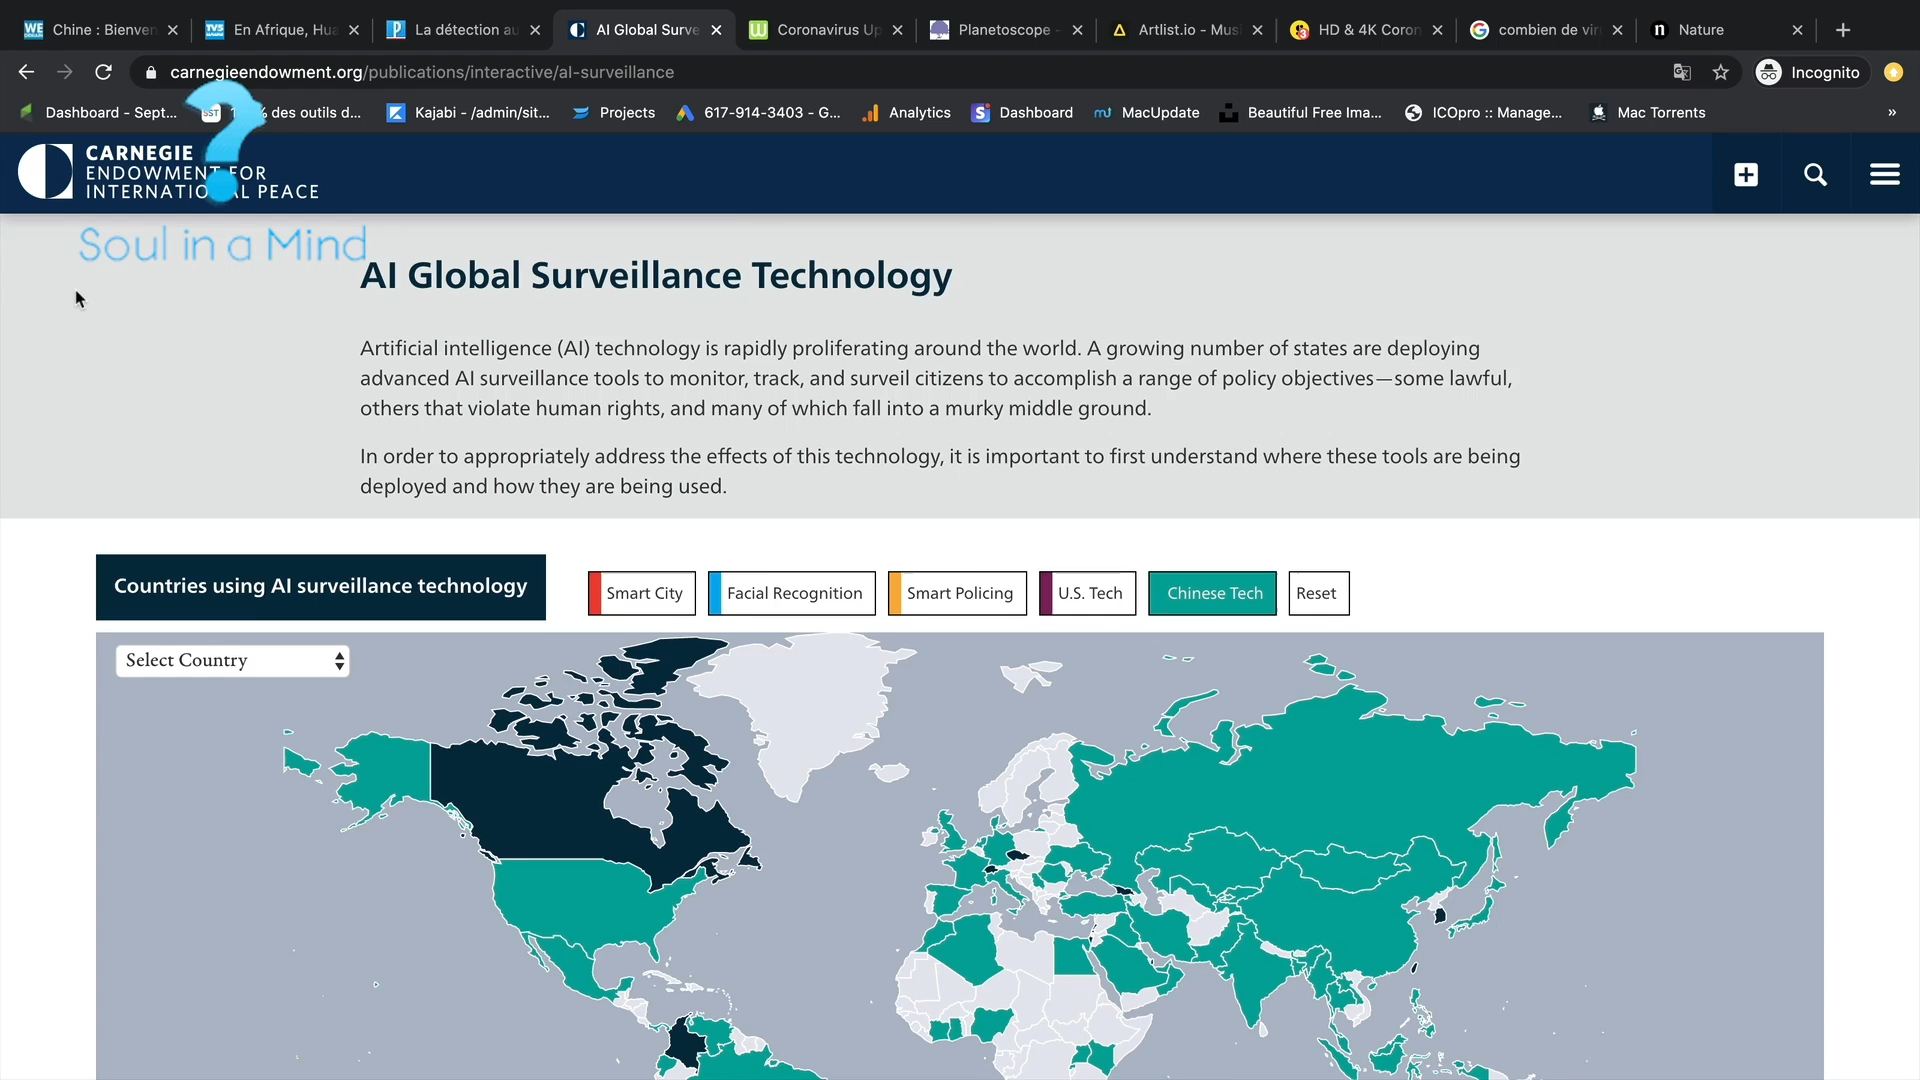 Chine : Bienven
En Afrique, Hua
La détection au
AI Global Surve
Coronavirus Up
Planetoscope -
Artlist.io - Musi
HD & 4K Coron
combien de viru
Nature
carnegieendowment.org/publications/interactive/al-surveillance
Incognito
Dashboard - Sept...
des outils d...
Kajabi - /admin/sit...
Projects
617-914-3403 - G...
Analytics
Dashboard
MacUpdate
Beautiful Free Ima...
ICOpro :: Manage...
Mac Torrents
»
CARNEGIE
ENDOWMENT FOR
INTERNATIONAL PEACE
?
Soul in a Mind
AI Global Surveillance Technology
Artificial intelligence (AI) technology is rapidly proliferating around the world. A growing number of states are deploying
advanced AI surveillance tools to monitor, track, and surveil citizens to accomplish a range of policy objectives—some lawful,
others that violate human rights, and many of which fall into a murky middle ground.
In order to appropriately address the effects of this technology, it is important to first understand where these tools are being
deployed and how they are being used.
Countries using AI surveillance technology
Smart City
Facial Recognition
Smart Policing
U.S. Tech
Chinese Tech
Reset
Select Country